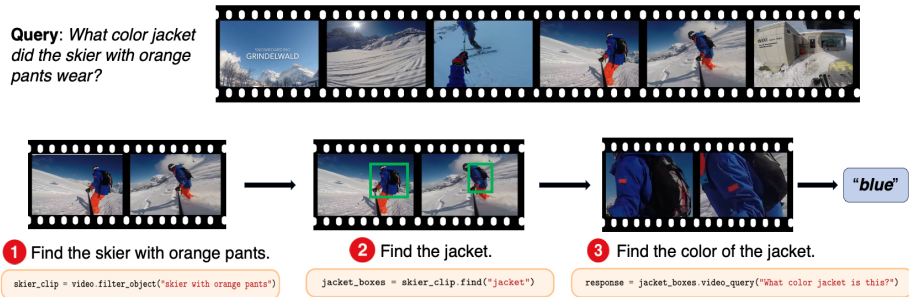 Query: What color jacket
did the skier with orange
pants wear?
SNOWBOARDING
GRINDELWALD
"blue"
1 Find the skier with orange pants.
2 Find the jacket.
3 Find the color of the jacket.
skier_clip = video.filter_object("skier with orange pants")
jacket_boxes = skier_clip.find("jacket")
response = jacket_boxes.video_query("What color jacket is this?")